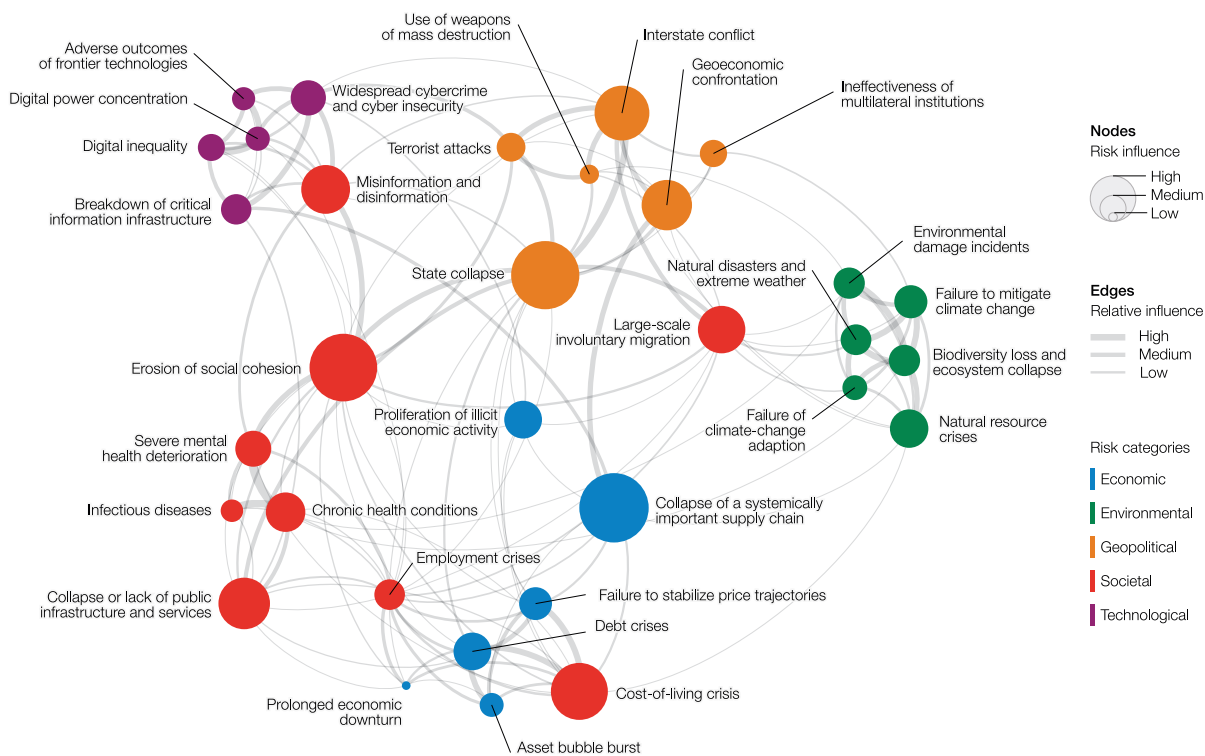 Use of weapons
of mass destruction
Interstate conflict
Adverse outcomes
of frontier technologies
Geoeconomic
confrontation
Widespread cybercrime
and cyber insecurity
Ineffectiveness of
multilateral institutions
Digital power concentration
Nodes
Risk influence
High
Medium
Low
Digital inequality
Terrorist attacks
Misinformation and
disinformation
Breakdown of critical
information infrastructure
Environmental
damage incidents
State collapse
Natural disasters and
extreme weather
Failure to mitigate
climate change
Edges
Relative influence
High
Medium
Low
Large-scale
involuntary migration
Erosion of social cohesion
Biodiversity loss and
ecosystem collapse
Proliferation of illicit
economic activity
Failure of
climate-change
adaption
Natural resource
crises
Severe mental
health deterioration
Risk categories
Economic
Environmental
Geopolitical
Societal
Technological
Infectious diseases
Chronic health conditions
Collapse of a systemically
important supply chain
Employment crises
Collapse or lack of public
infrastructure and services
Failure to stabilize price trajectories
Debt crises
Prolonged economic
downturn
Cost-of-living crisis
Asset bubble burst